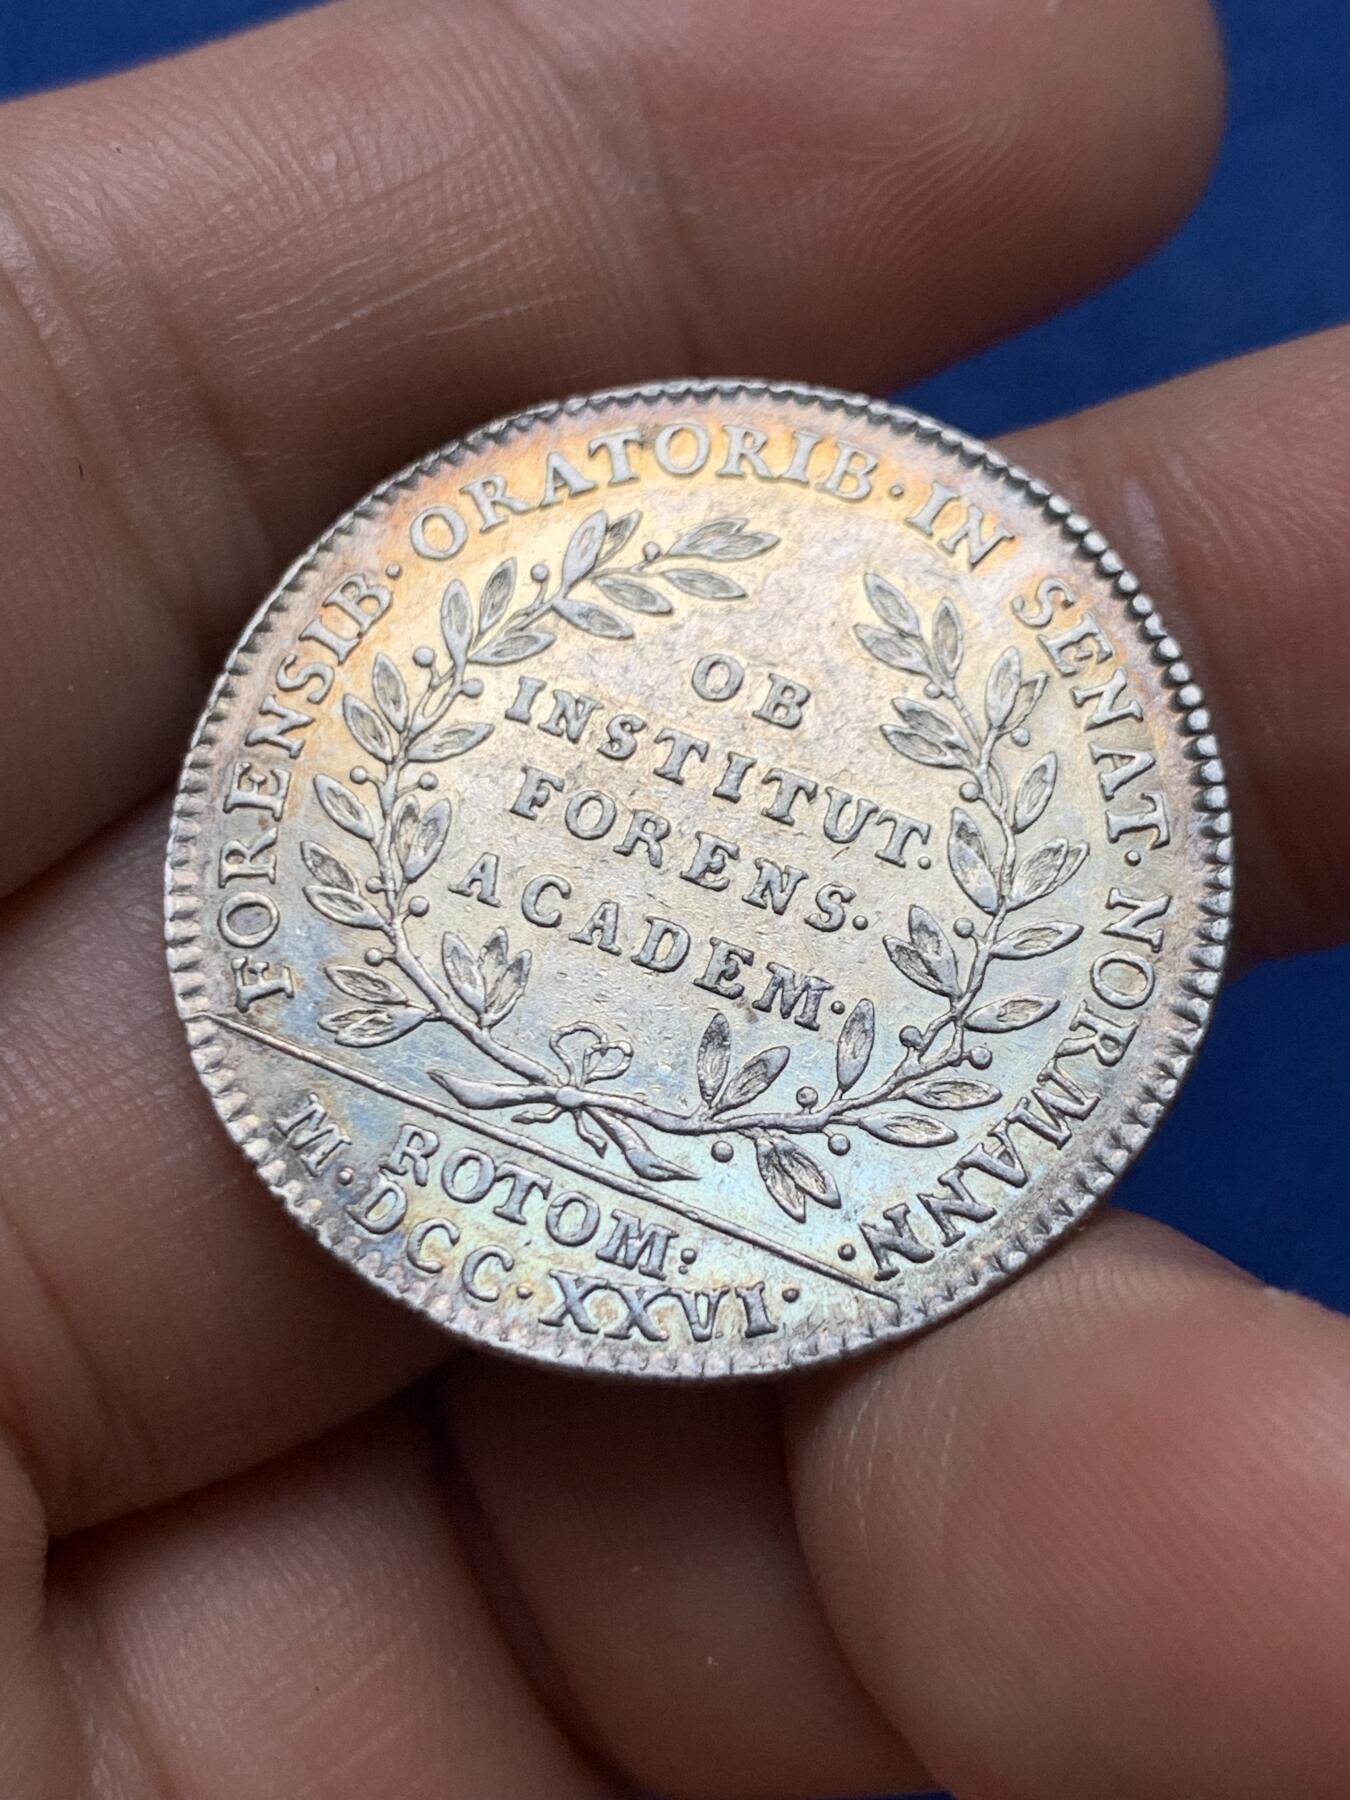 FORENSIB· ORATORIB· IN SENAT· NORMANN·
OB
INSTITUT.
FORENS.
ACADEM·
ROTOM:
M·DCC·XXVI·